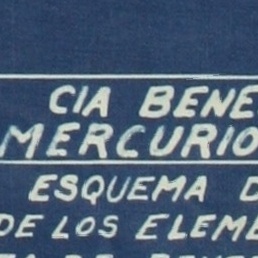 CIA BENE
MERCURIO
ESQUEMA D
DE LOS ELEME